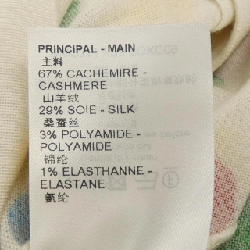 PRINCIPAL - MAIN
主料
67% CACHEMIRE -
CASHMERE
山羊绒
29% SOIE - SILK
桑蚕丝
3% POLYAMIDE -
POLYAMIDE
锦纶
1% ELASTHANNE -
ELASTANE
氨纶